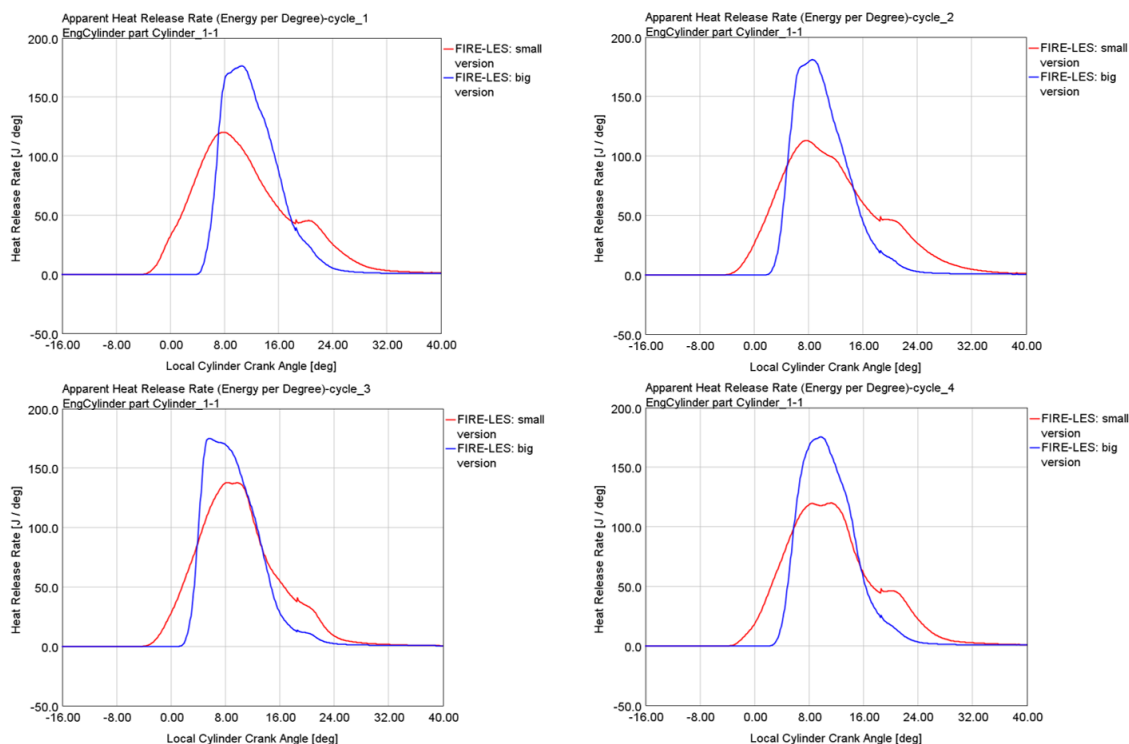 Apparent Heat Release Rate (Energy per Degree)-cycle_1
EngCylinder part Cylinder_1-1
200.0
150.0
100.0
50.0
0.0
-50.0
Heat Release Rate [J / deg]
-16.00 -8.00 0.00 8.00 16.00 24.00 32.00 40.00
Local Cylinder Crank Angle [deg]
FIRE-LES: small
version
FIRE-LES: big
version
Apparent Heat Release Rate (Energy per Degree)-cycle_2
EngCylinder part Cylinder_1-1
200.0
150.0
100.0
50.0
0.0
-50.0
Heat Release Rate [J / deg]
-16.00 -8.00 0.00 8.00 16.00 24.00 32.00 40.00
Local Cylinder Crank Angle [deg]
FIRE-LES: small
version
FIRE-LES: big
version
Apparent Heat Release Rate (Energy per Degree)-cycle_3
EngCylinder part Cylinder_1-1
200.0
150.0
100.0
50.0
0.0
-50.0
Heat Release Rate [J / deg]
-16.00 -8.00 0.00 8.00 16.00 24.00 32.00 40.00
Local Cylinder Crank Angle [deg]
FIRE-LES: small
version
FIRE-LES: big
version
Apparent Heat Release Rate (Energy per Degree)-cycle_4
EngCylinder part Cylinder_1-1
200.0
150.0
100.0
50.0
0.0
-50.0
Heat Release Rate [J / deg]
-16.00 -8.00 0.00 8.00 16.00 24.00 32.00 40.00
Local Cylinder Crank Angle [deg]
FIRE-LES: small
version
FIRE-LES: big
version